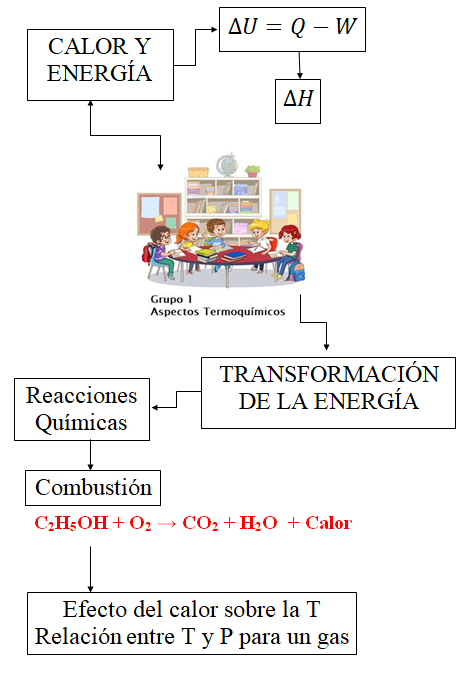 CALOR Y
ENERGÍA
ΔU = Q − W
ΔH
Grupo 1
Aspectos Termoquímicos
TRANSFORMACIÓN
DE LA ENERGÍA
Reacciones
Químicas
Combustión
C₂H₅OH + O₂ → CO₂ + H₂O + Calor
Efecto del calor sobre la T
Relación entre T y P para un gas